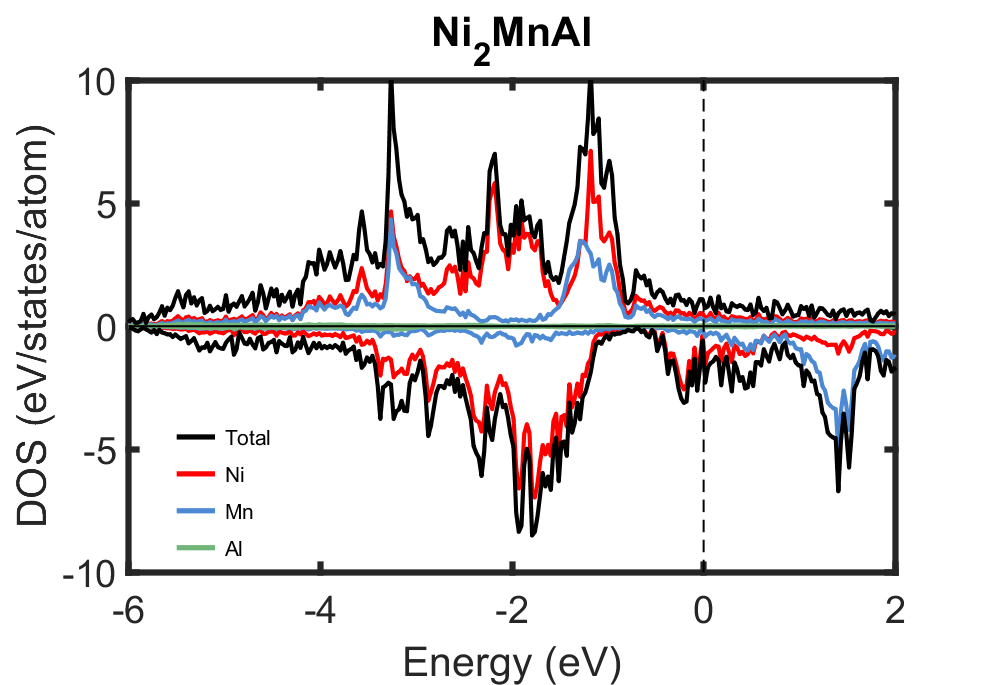 Ni₂MnAl
DOS (eV/states/atom)
10
5
0
-5
-10
Total
Ni
Mn
Al
-6 -4 -2 0 2
Energy (eV)